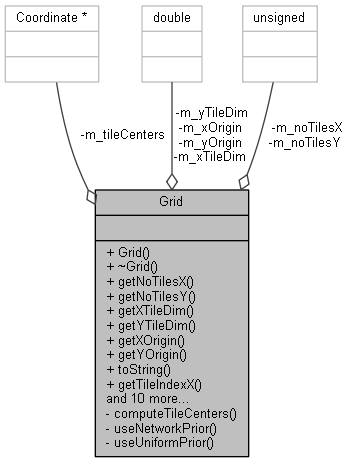 Coordinate *
double
unsigned
-m_tileCenters
-m_yTileDim
-m_xOrigin
-m_yOrigin
-m_xTileDim
-m_noTilesX
-m_noTilesY
Grid
+ Grid()
+ ~Grid()
+ getNoTilesX()
+ getNoTilesY()
+ getXTileDim()
+ getYTileDim()
+ getXOrigin()
+ getYOrigin()
+ toString()
+ getTileIndexX()
and 10 more...
- computeTileCenters()
- useNetworkPrior()
- useUniformPrior()